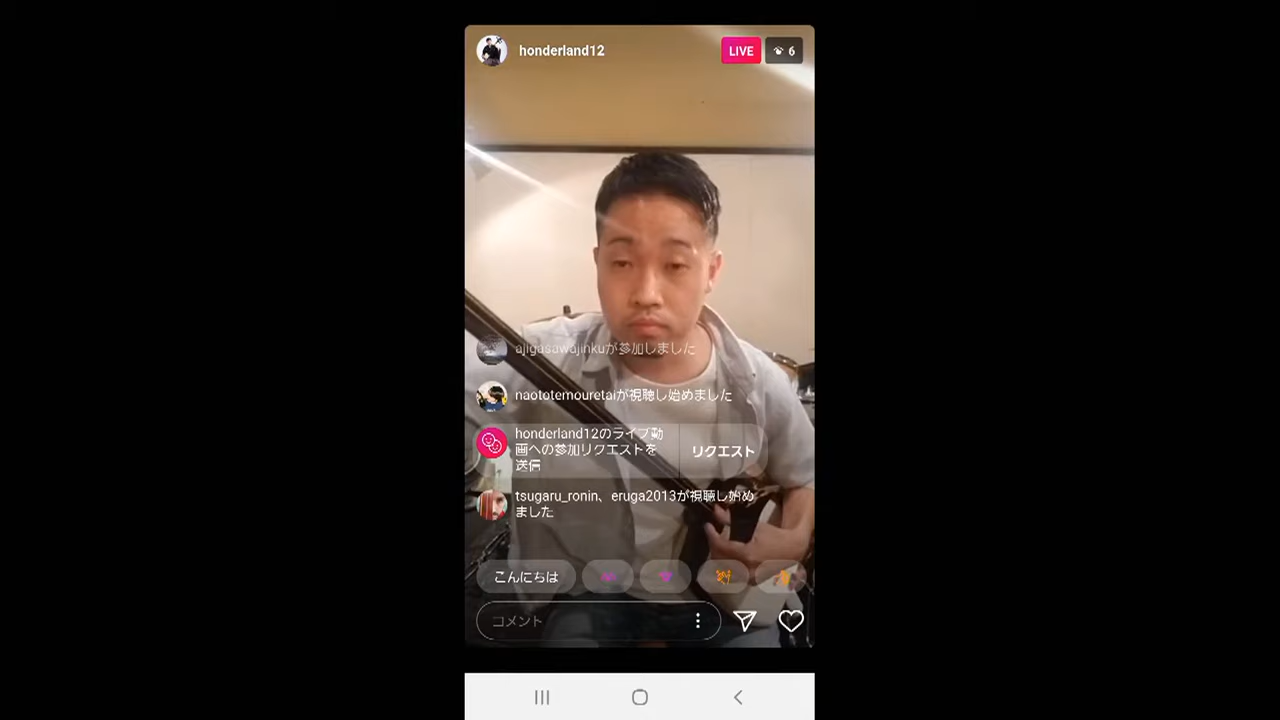 honderland12
LIVE
6
ajigasawajinkuが参加しました
naototemouretaiが視聴し始めました
honderland12のライブ動
画への参加リクエストを
送信
リクエスト
tsugaru_ronin、eruga2013が視聴し始め
ました
こんにちは
コメント